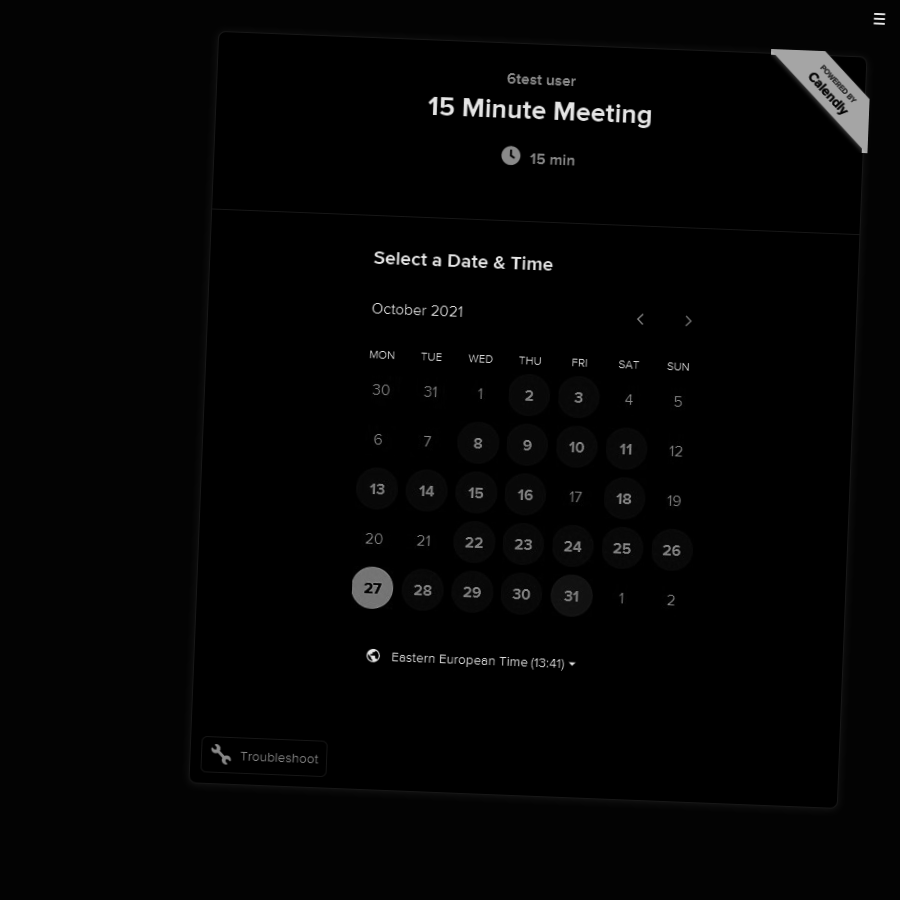 6test user
15 Minute Meeting
15 min
POWERED BY
Calendly
Select a Date & Time
October 2021
MON TUE WED THU FRI SAT SUN
30 31 1 2 3 4 5
6 7 8 9 10 11 12
13 14 15 16 17 18 19
20 21 22 23 24 25 26
27 28 29 30 31 1 2
Eastern European Time (13:41)
Troubleshoot